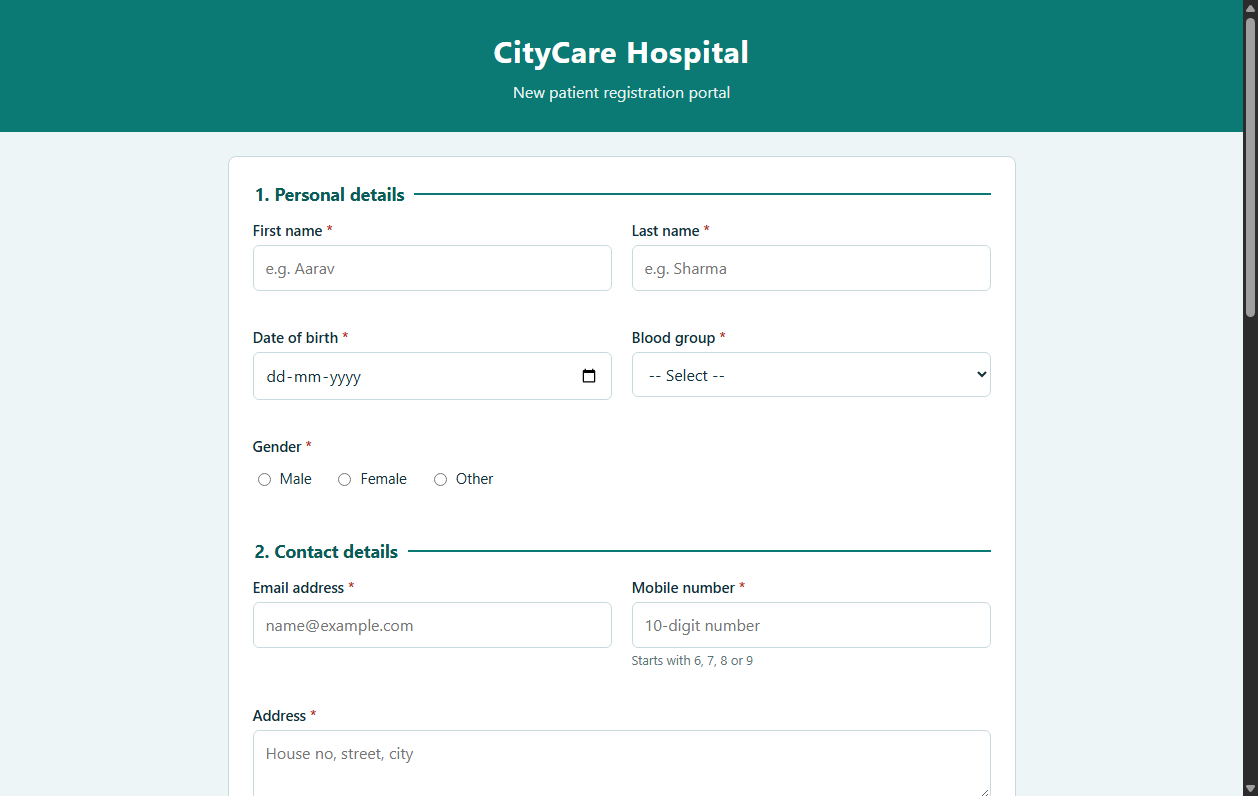 CityCare Hospital
New patient registration portal
1. Personal details
First name * Last name *
e.g. Aarav e.g. Sharma
Date of birth * Blood group *
dd-mm-yyyy -- Select --
Gender *
Male Female Other
2. Contact details
Email address * Mobile number *
name@example.com 10-digit number
Starts with 6, 7, 8 or 9
Address *
House no, street, city